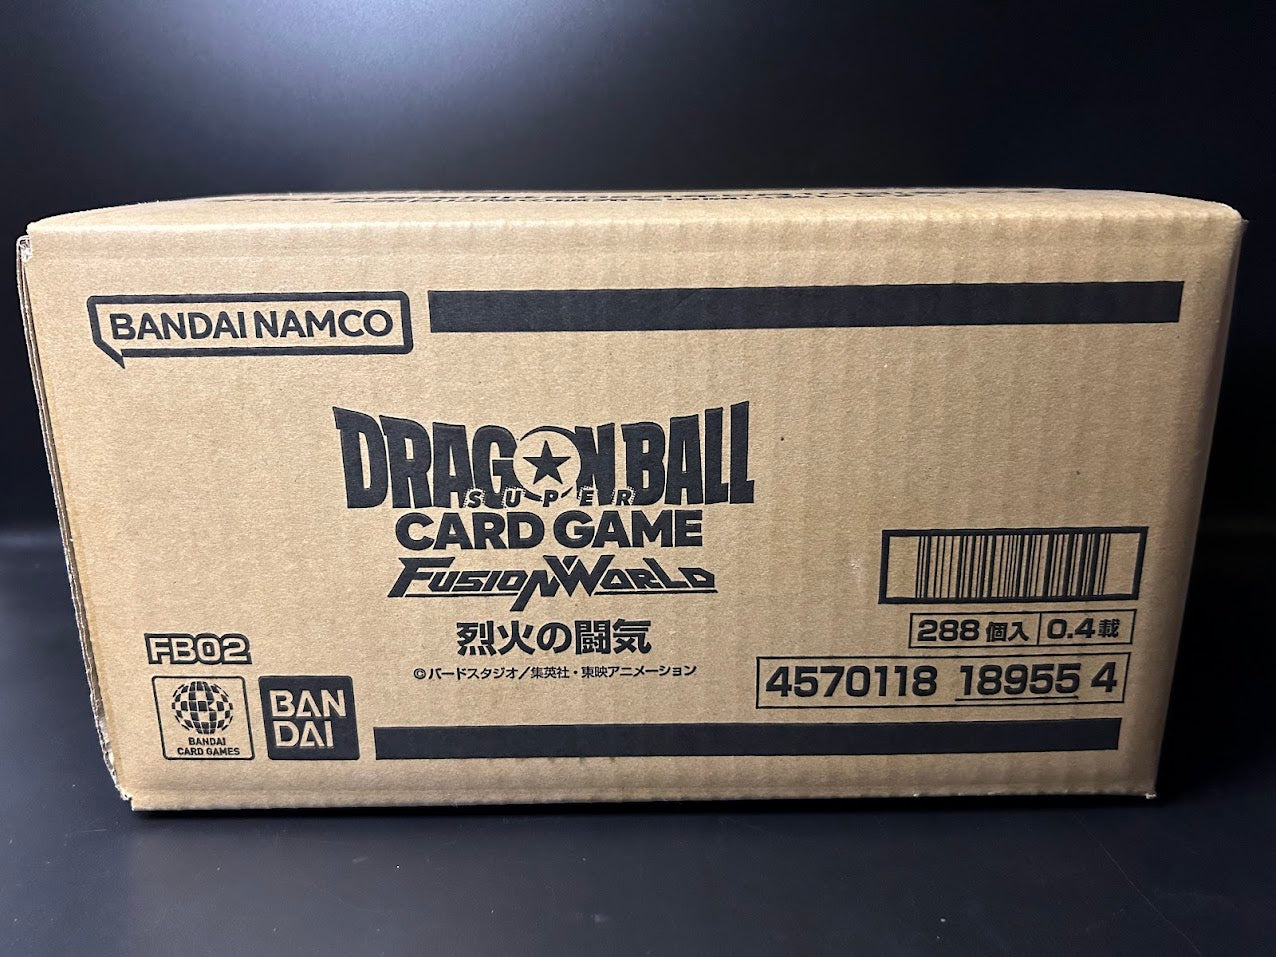 BANDAI NAMCO
DRAGON BALL
SUPER
CARD GAME
FUSION WORLD
烈火の闘気
©バードスタジオ/集英社・東映アニメーション
FB02
BANDAI
CARD GAMES
BAN
DAI
288 個入 0.4載
4570118 18955 4